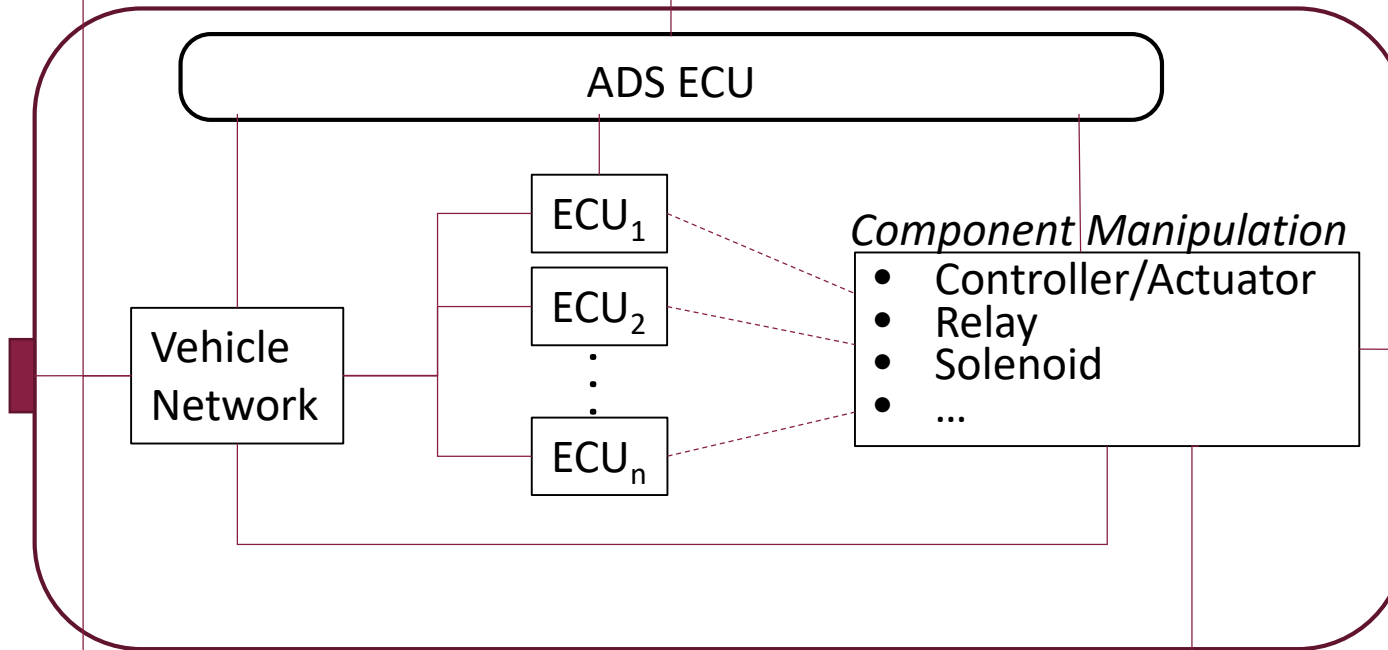 ADS ECU
ECU₁
Component Manipulation
• Controller/Actuator
ECU₂
• Relay
Vehicle
Network
• Solenoid
• ...
ECUₙ